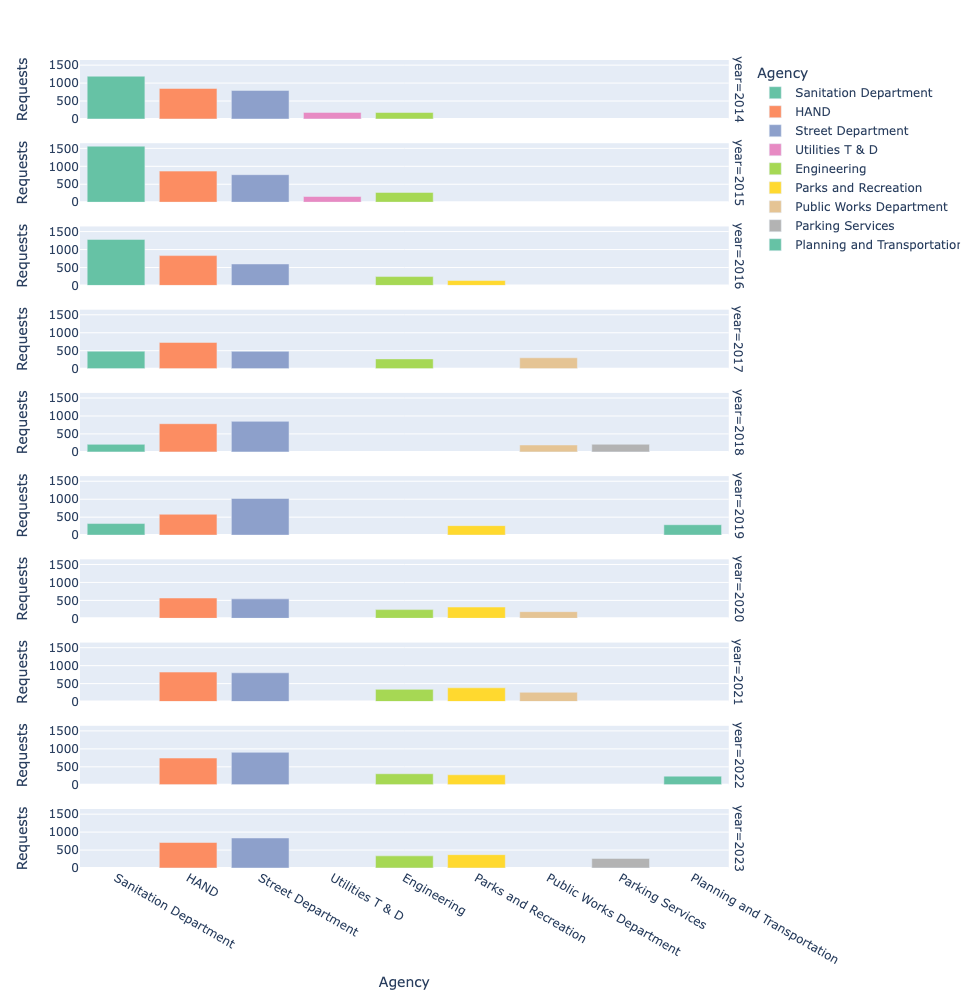 Requests
1500
1000
500
0
year=2014
Requests
1500
1000
500
0
year=2015
Requests
1500
1000
500
0
year=2016
Requests
1500
1000
500
0
year=2017
Requests
1500
1000
500
0
year=2018
Requests
1500
1000
500
0
year=2019
Requests
1500
1000
500
0
year=2020
Requests
1500
1000
500
0
year=2021
Requests
1500
1000
500
0
year=2022
Requests
1500
1000
500
0
year=2023
Sanitation Department
HAND
Street Department
Utilities T & D
Engineering
Parks and Recreation
Public Works Department
Parking Services
Planning and Transportation
Agency
Agency
Sanitation Department
HAND
Street Department
Utilities T & D
Engineering
Parks and Recreation
Public Works Department
Parking Services
Planning and Transportation